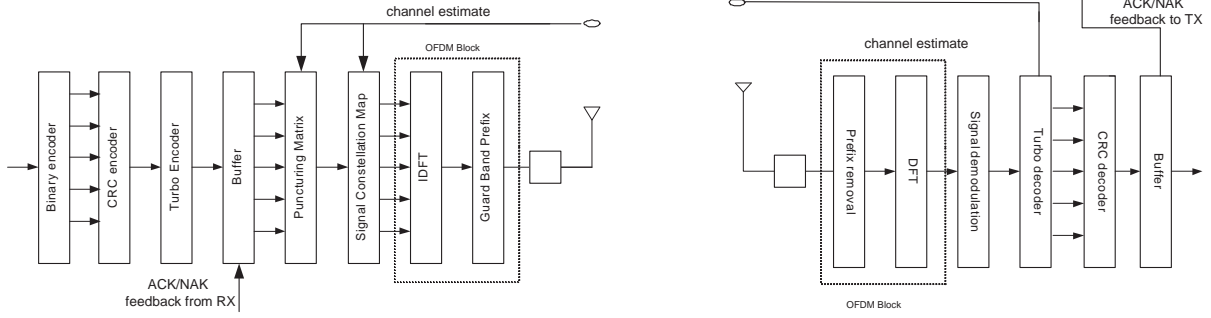 channel estimate
OFDM Block
Binary encoder
CRC encoder
Turbo Encoder
Buffer
Puncturing Matrix
Signal Constellation Map
IDFT
Guard Band Prefix
ACK/NAK
feedback from RX
ACK/NAK
feedback to TX
channel estimate
Prefix removal
DFT
Signal demodulation
Turbo decoder
CRC decoder
Buffer
OFDM Block